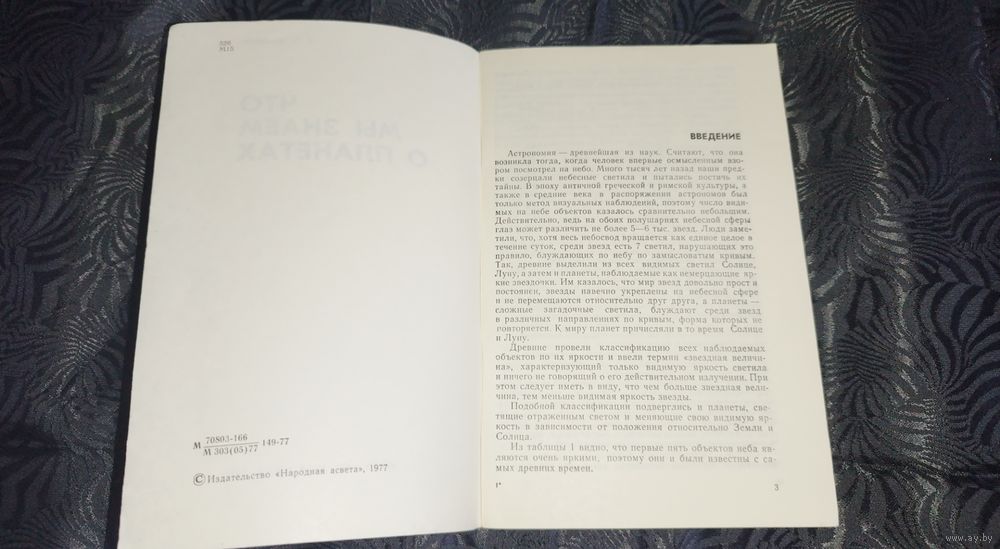 526
М15
ЧТО
МЫ ЗНАЕМ
О ПЛАНЕТАХ
М 70803-166 149-77
М 303(05)77
© Издательство «Народная асвета», 1977
ВВЕДЕНИЕ
Астрономия — древнейшая из наук. Считают, что она
возникла тогда, когда человек впервые осмысленным взо-
ром посмотрел на небо. Много тысяч лет назад наши пред-
ки созерцали небесные светила и пытались постичь их
тайны. В эпоху античной греческой и римской культуры, а
также в средние века в распоряжении астрономов был
только метод визуальных наблюдений, поэтому число види-
мых на небе объектов казалось сравнительно небольшим.
Действительно, ведь на обоих полушариях небесной сферы
глаз может различить не более 5—6 тыс. звезд. Люди заме-
тили, что, хотя весь небосвод вращается как единое целое в
течение суток, среди звезд есть 7 светил, нарушающих это
правило, блуждающих по небу по замысловатым кривым.
Так, древние выделили из всех видимых светил Солнце,
Луну, а затем и планеты, наблюдаемые как немерцающие яр-
кие звездочки. Им казалось, что мир звезд довольно прост и
постоянен, звезды навечно укреплены на небесной сфере
и не перемещаются относительно друг друга, а планеты —
сложные загадочные светила, блуждают среди звезд
в различных направлениях по кривым, форма которых не
повторяется. К миру планет причисляли в то время Солнце
и Луну.
Древние провели классификацию всех наблюдаемых
объектов по их яркости и ввели термин «звездная величи-
на», характеризующий только видимую яркость светила
и ничего не говорящий о его действительном излучении. При
этом следует иметь в виду, что чем больше звездная вели-
чина, тем меньше видимая яркость звезды.
Подобной классификации подверглись и планеты, све-
тящие отраженным светом и меняющие свою видимую яр-
кость в зависимости от положения относительно Земли и
Солнца.
Из таблицы 1 видно, что первые пять объектов неба яв-
ляются очень яркими, поэтому они и были известны с са-
мых древних времен.
1*
3
www.ay.by